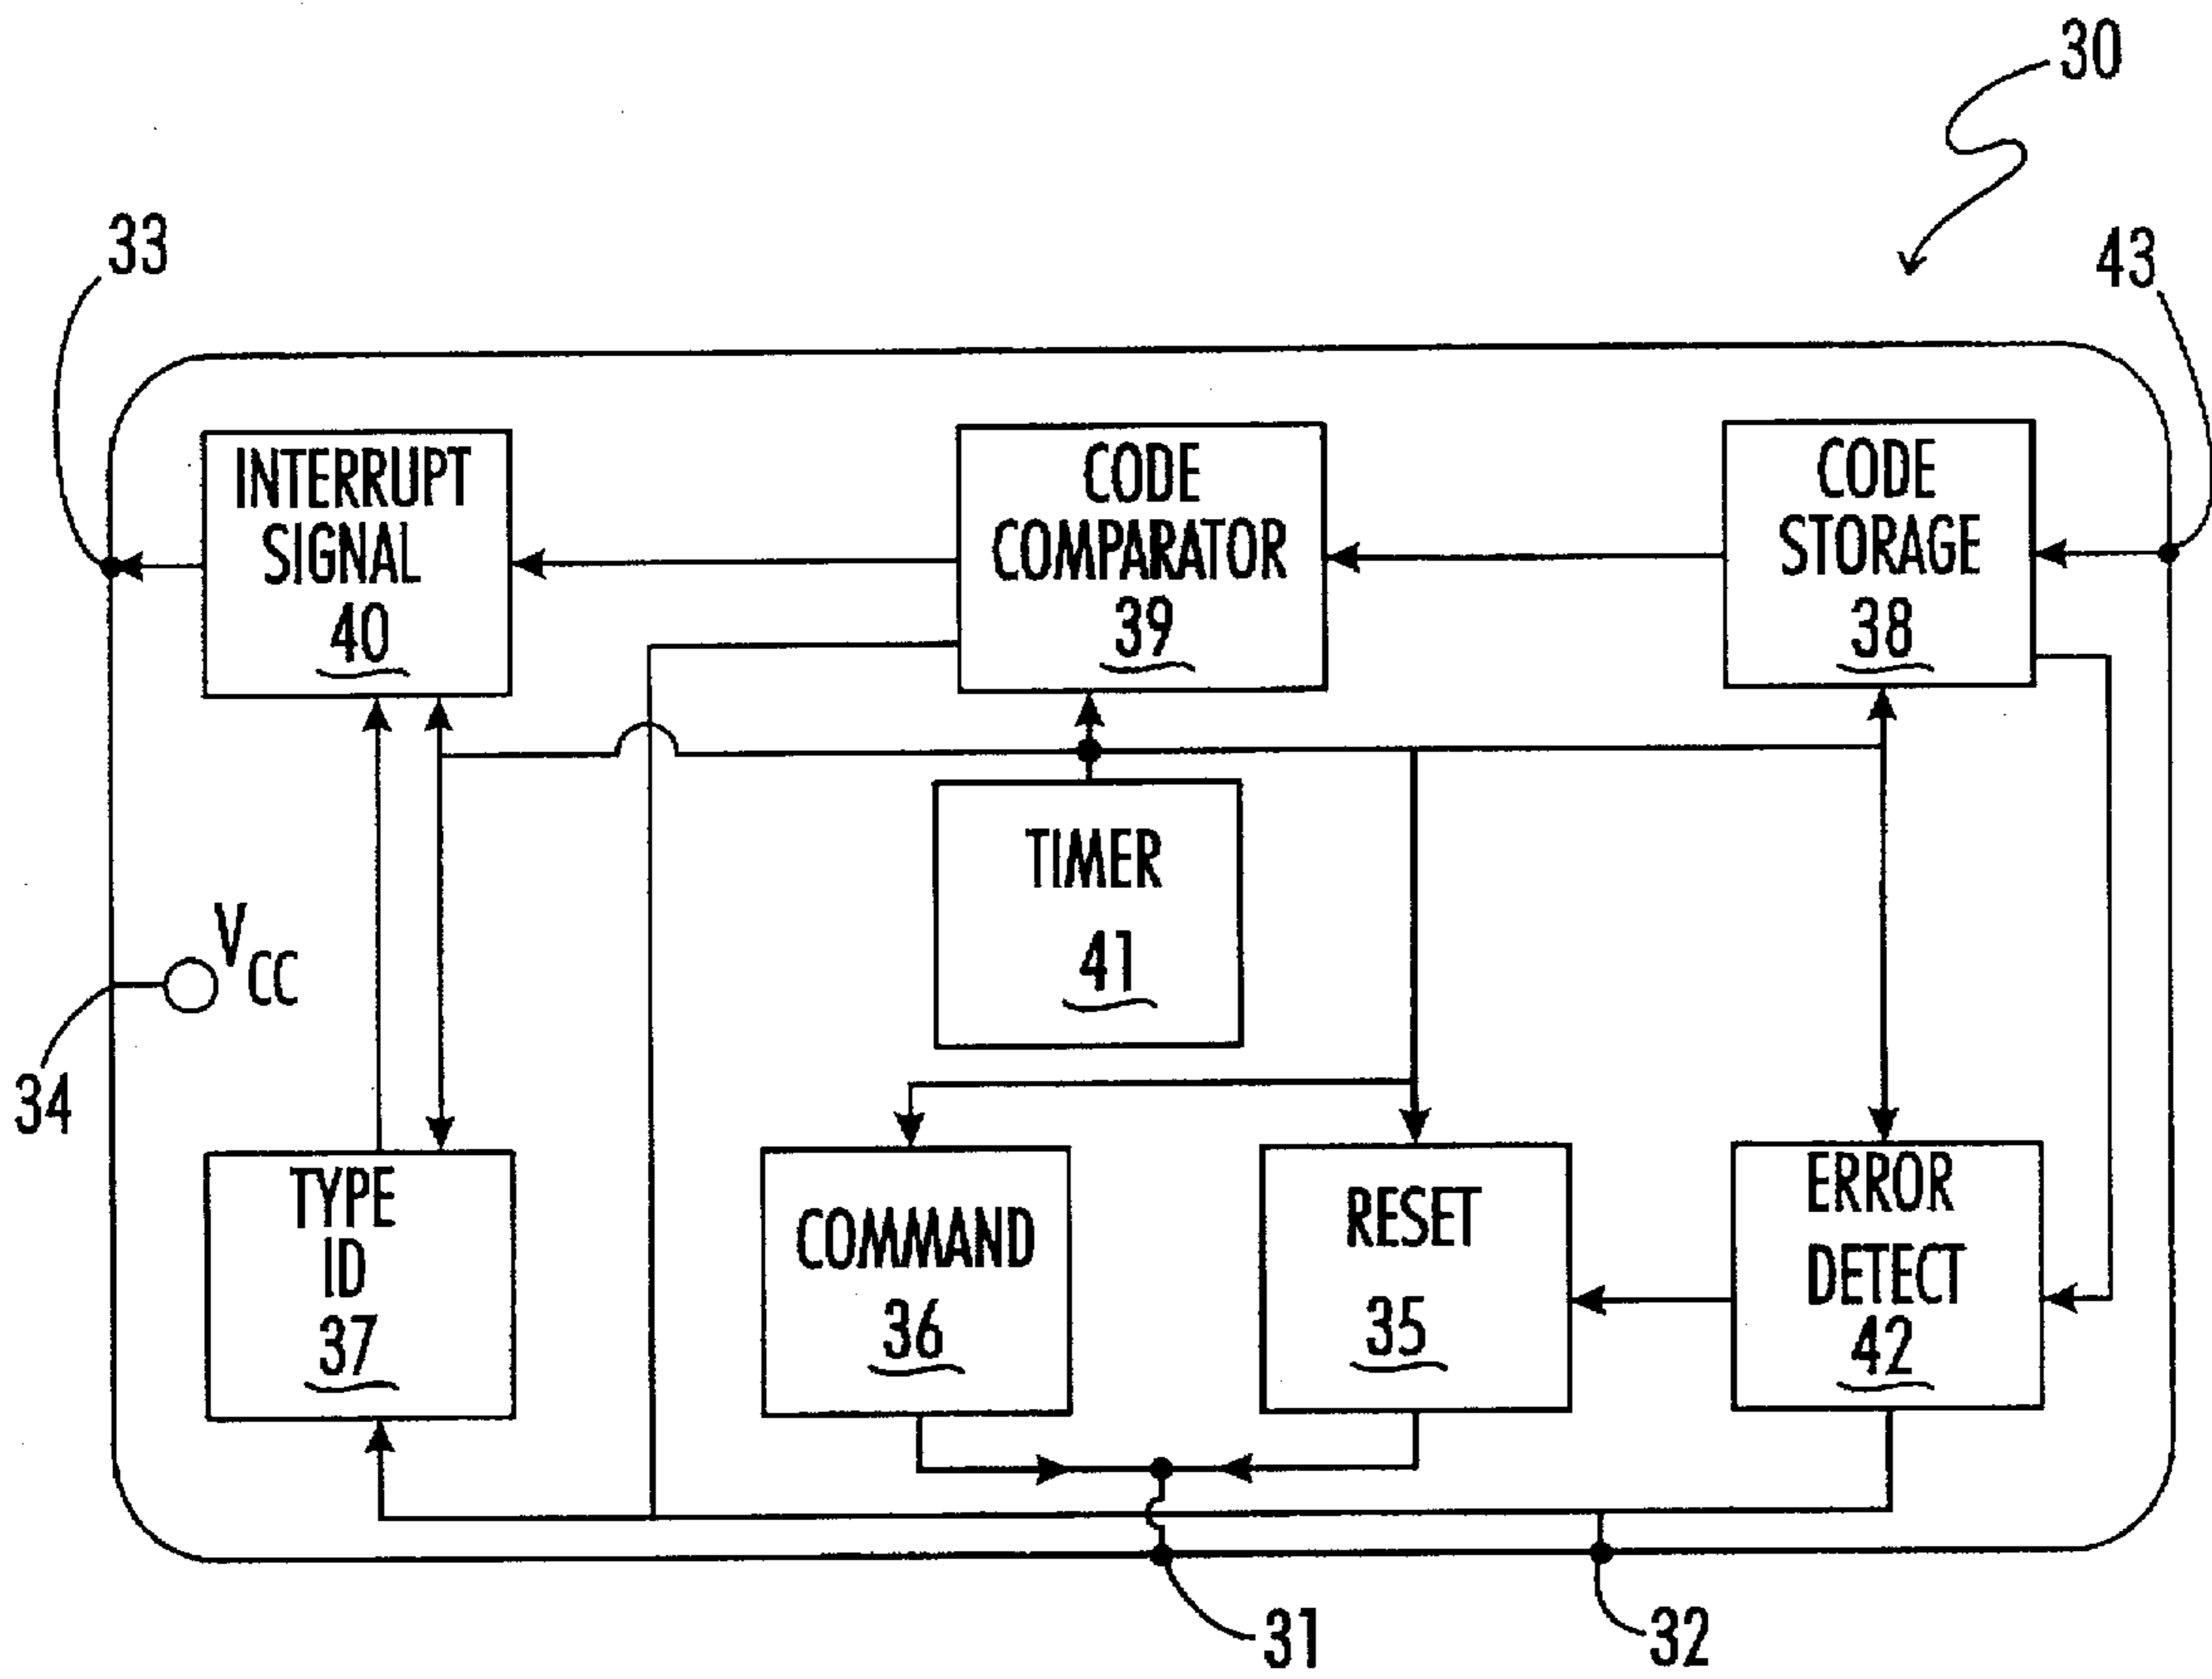 30
33
43
INTERRUPT
SIGNAL
40
CODE
COMPARATOR
39
CODE
STORAGE
38
TIMER
41
VCC
34
TYPE
ID
37
COMMAND
36
RESET
35
ERROR
DETECT
42
31
32